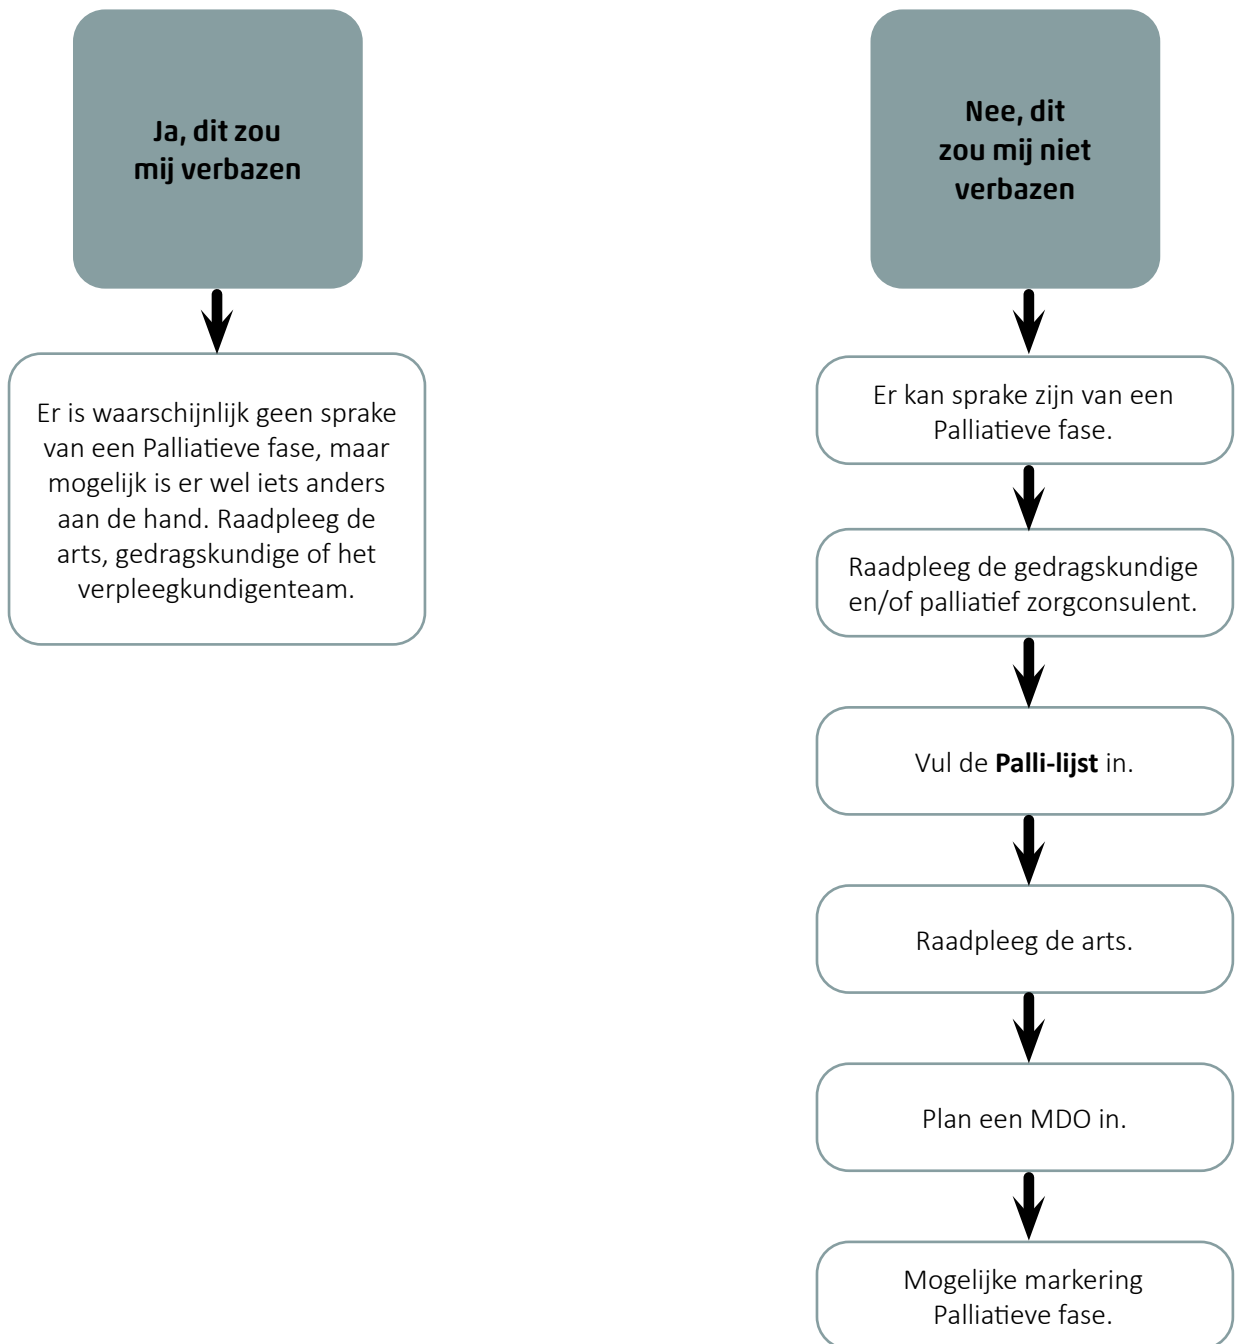 Ja, dit zou
mij verbazen
Er is waarschijnlijk geen sprake
van een Palliatieve fase, maar
mogelijk is er wel iets anders
aan de hand. Raadpleeg de
arts, gedragskundige of het
verpleegkundigenteam.
Nee, dit
zou mij niet
verbazen
Er kan sprake zijn van een
Palliatieve fase.
Raadpleeg de gedragskundige
en/of palliatief zorgconsulent.
Vul de Palli-lijst in.
Raadpleeg de arts.
Plan een MDO in.
Mogelijke markering
Palliatieve fase.